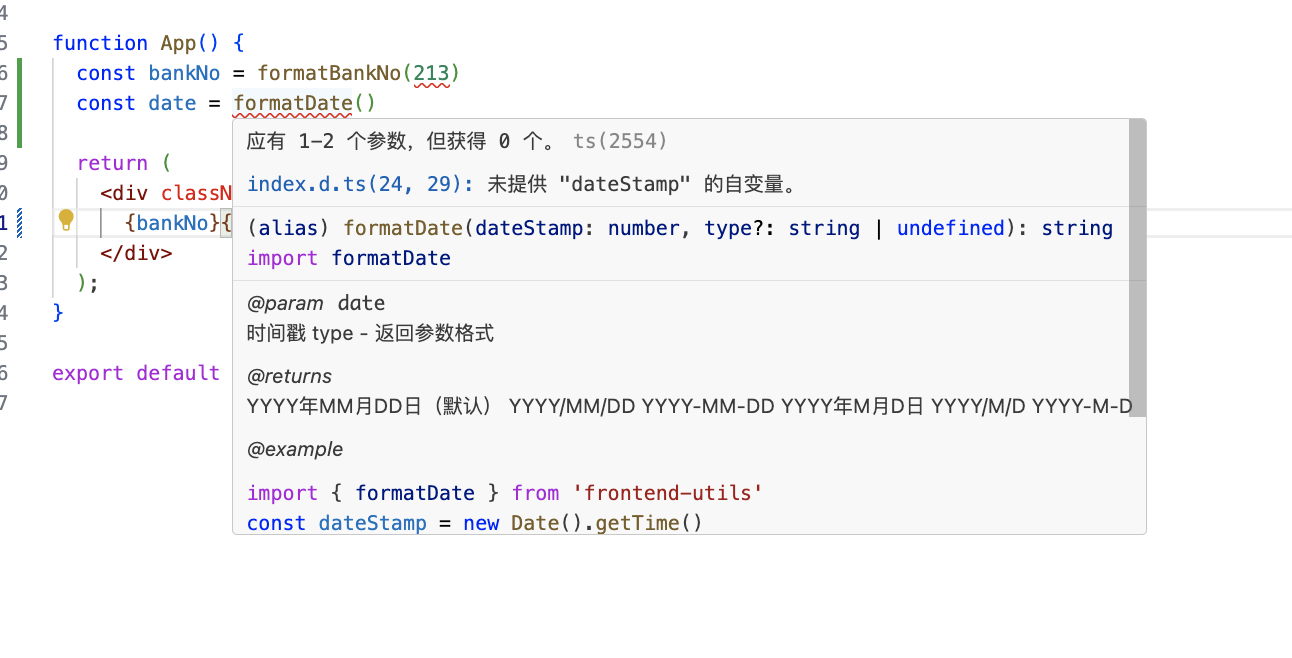 4
5 function App() {
6 const bankNo = formatBankNo(213)
7 const date = formatDate()
8
9 return (
0 <div classN
1 {bankNo}{
2 </div>
3 );
4 }
5
6 export default
7
应有 1-2 个参数，但获得 0 个。 ts(2554)
index.d.ts(24, 29): 未提供 "dateStamp" 的自变量。
(alias) formatDate(dateStamp: number, type?: string | undefined): string
import formatDate
@param date
时间戳 type - 返回参数格式
@returns
YYYY年MM月DD日（默认） YYYY/MM/DD YYYY-MM-DD YYYY年M月D日 YYYY/M/D YYYY-M-D
@example
import { formatDate } from 'frontend-utils'
const dateStamp = new Date().getTime()